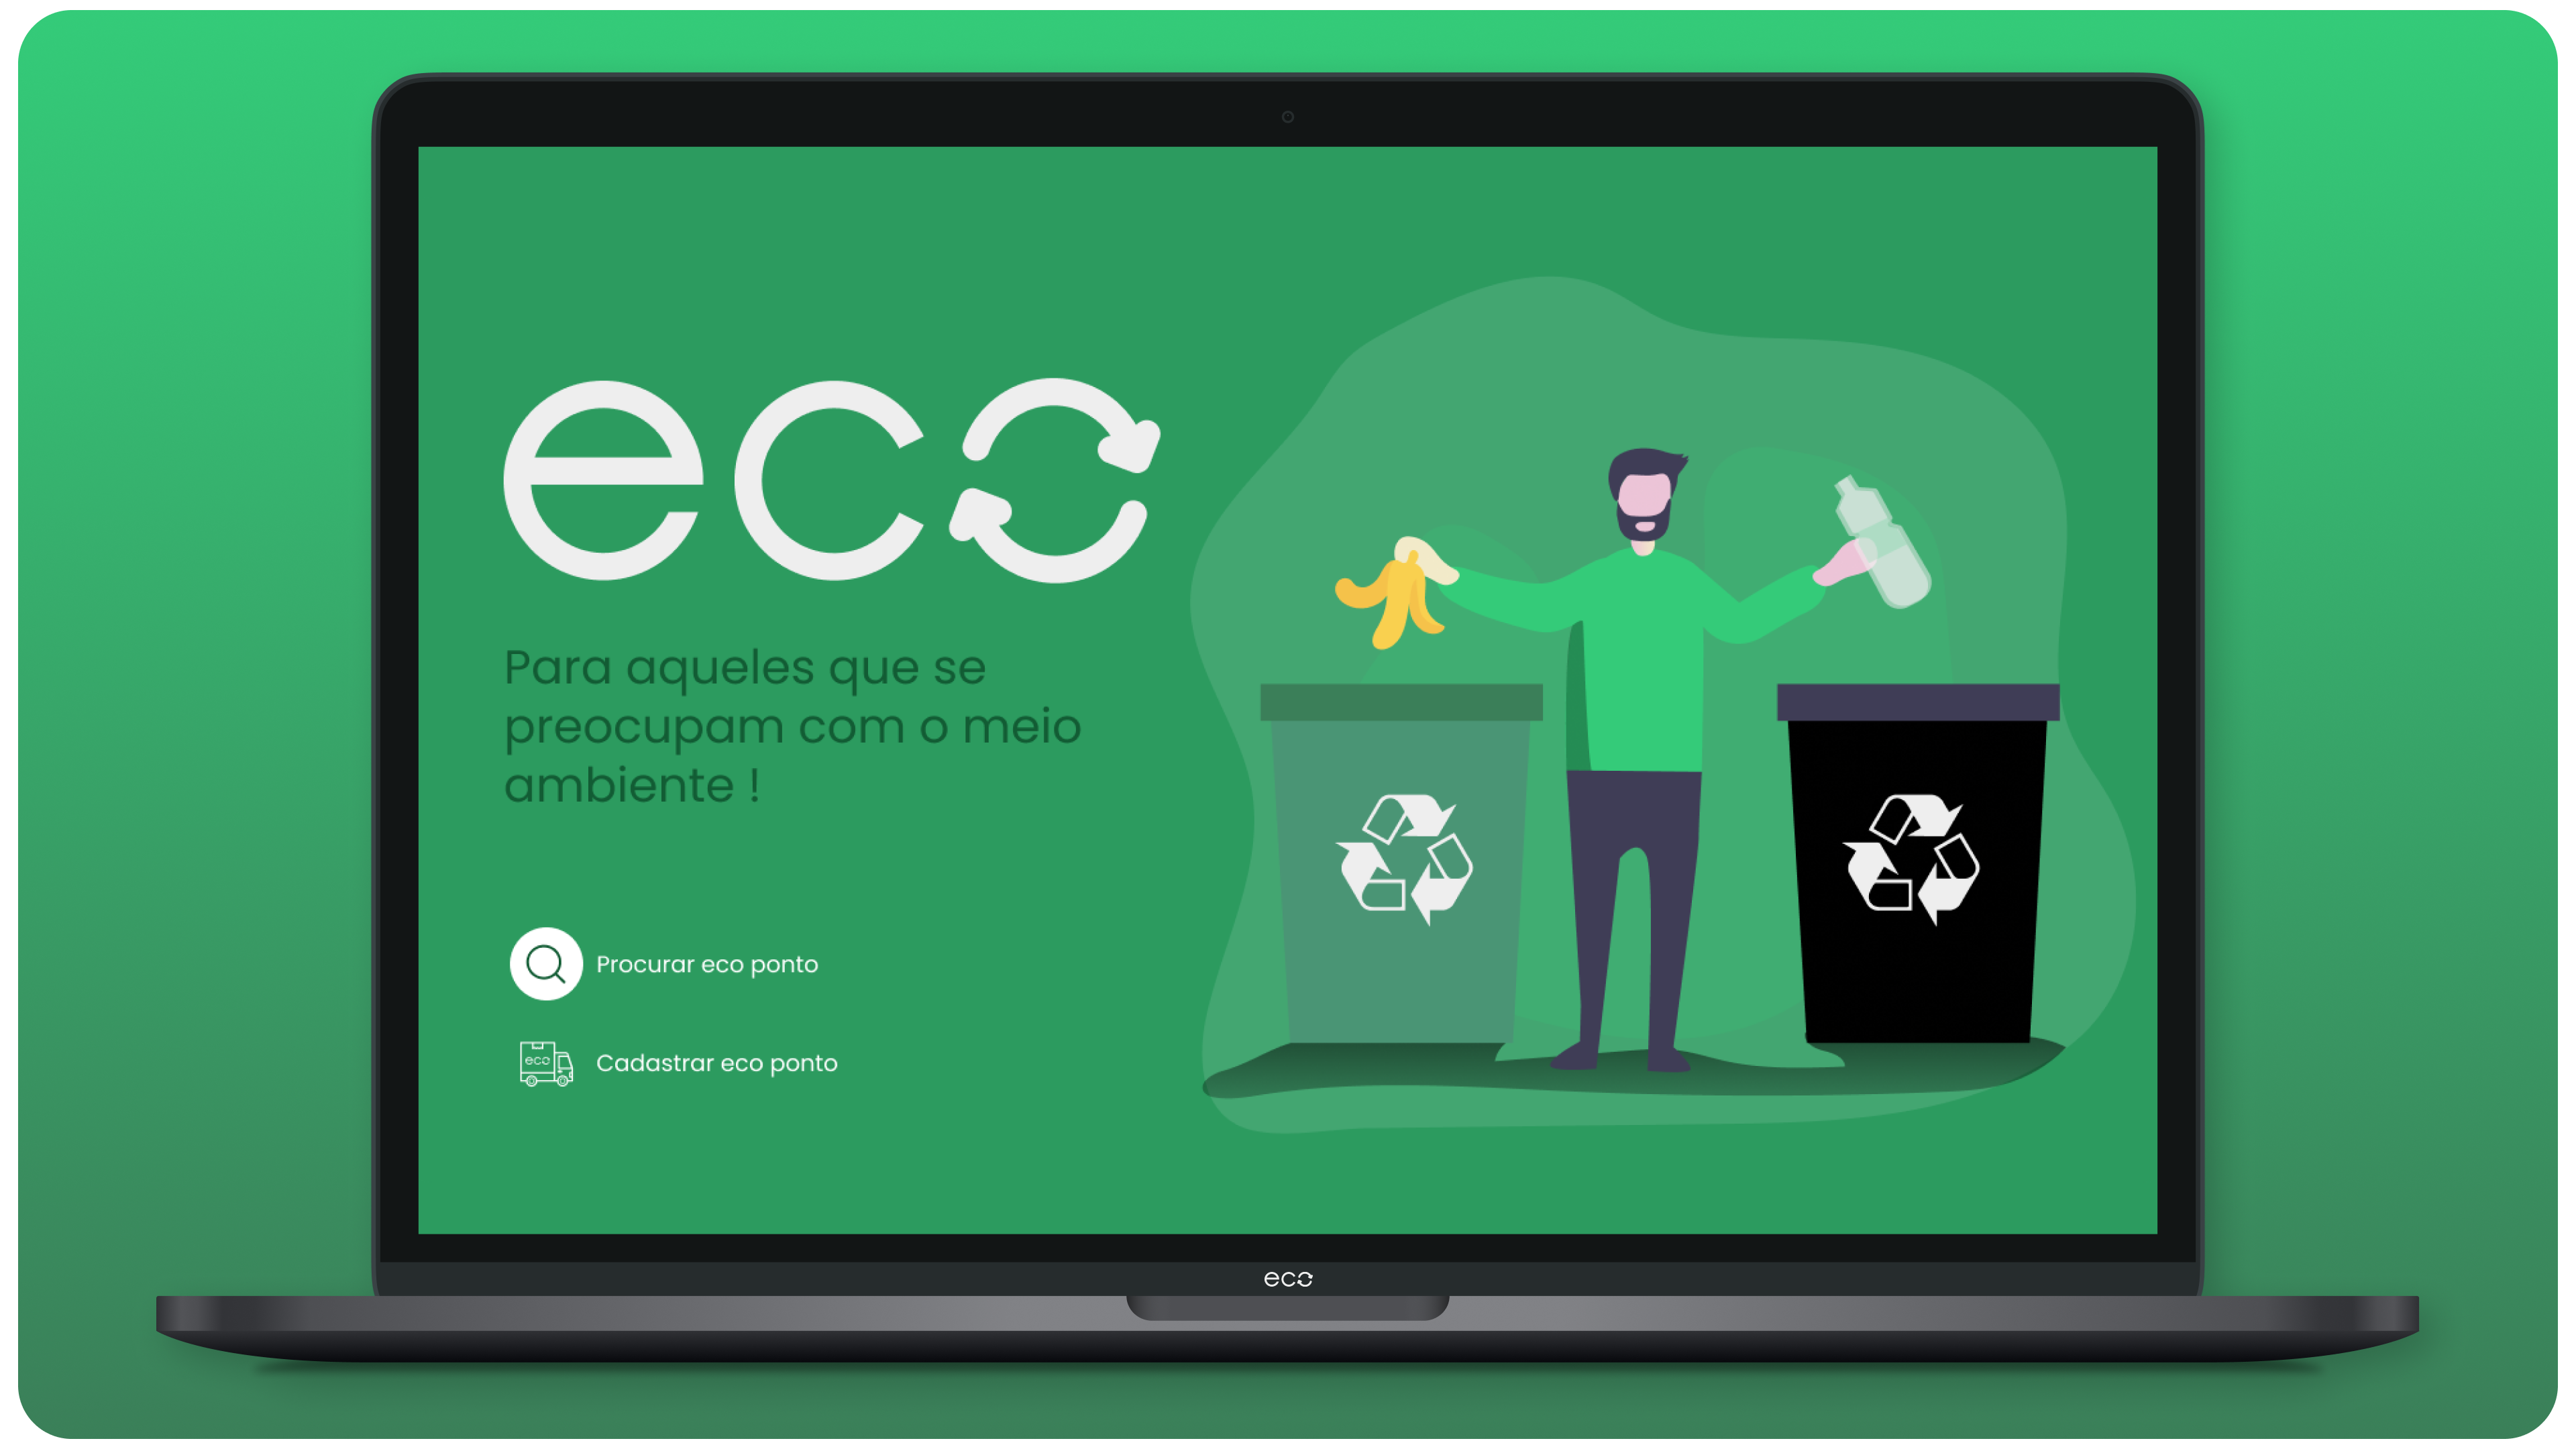 eco
Para aqueles que se
preocupam com o meio
ambiente !
Procurar eco ponto
eco
Cadastrar eco ponto
eco